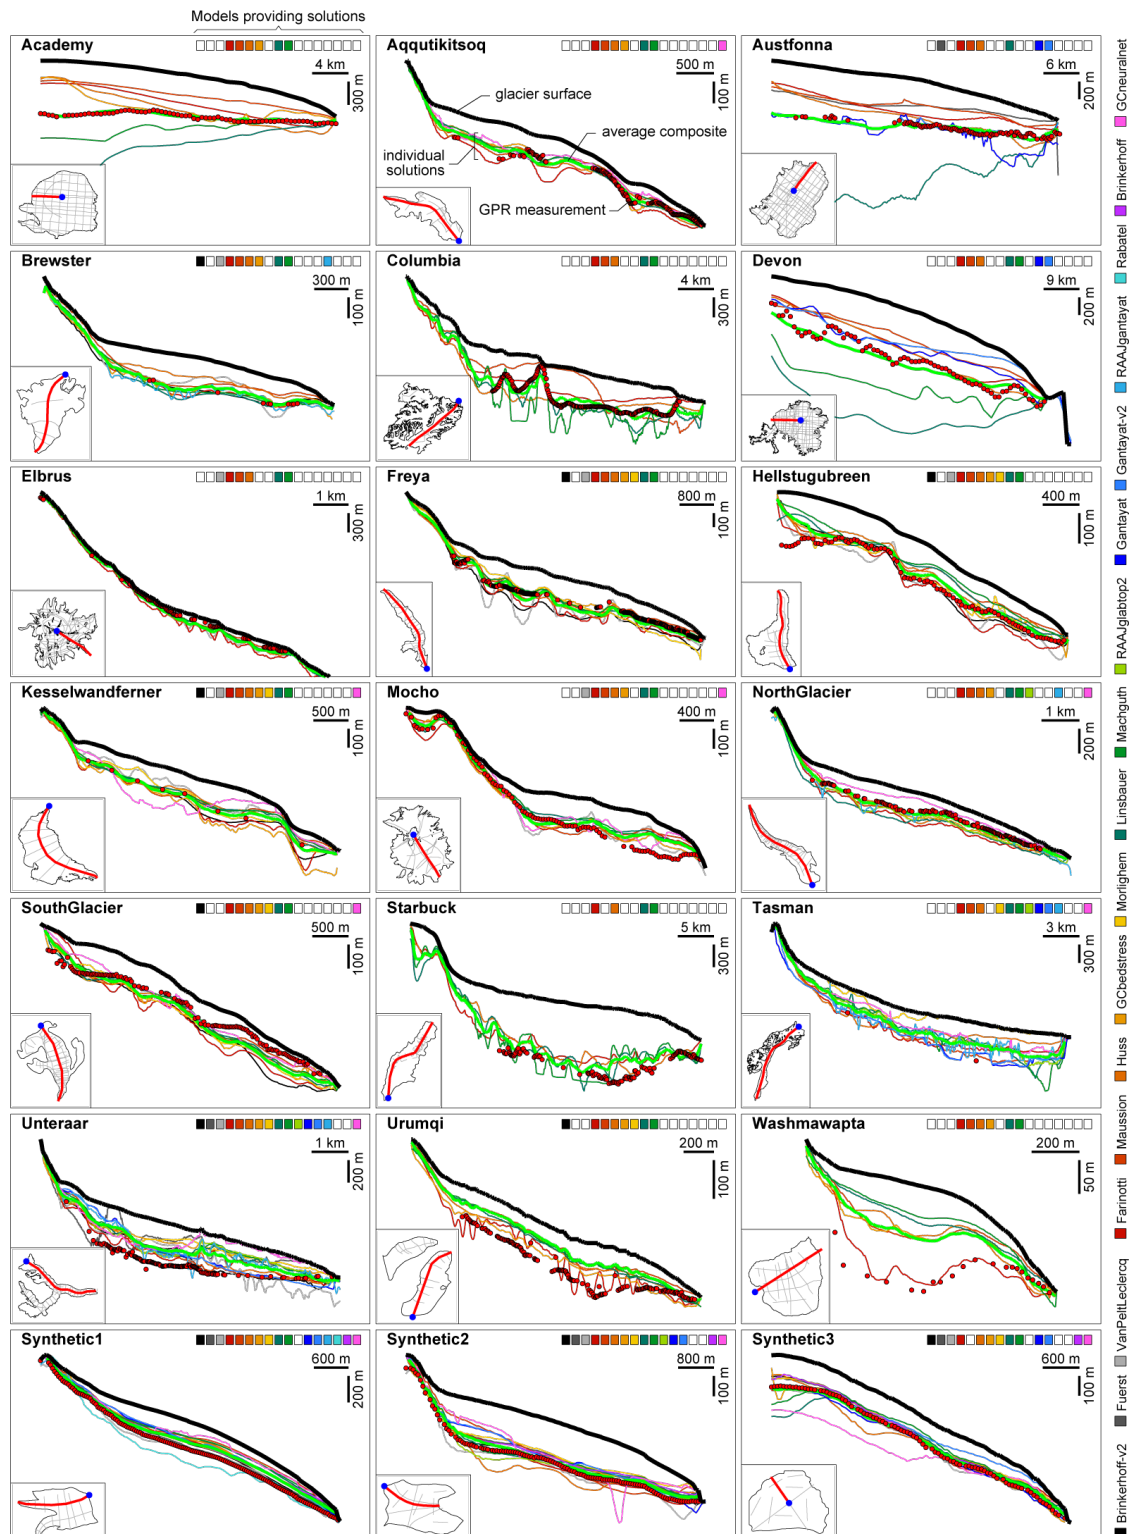 Models providing solutions
Academy
4 km
300 m
Aqqutikitsoq
500 m
100 m
glacier surface
average composite
individual
solutions
GPR measurement
Austfonna
6 km
200 m
Brewster
300 m
100 m
Columbia
4 km
300 m
Devon
9 km
200 m
Elbrus
1 km
300 m
Freya
800 m
100 m
Hellstugubreen
400 m
100 m
Kesselwandferner
500 m
100 m
Mocho
400 m
100 m
NorthGlacier
1 km
200 m
SouthGlacier
500 m
100 m
Starbuck
5 km
300 m
Tasman
3 km
300 m
Unteraar
1 km
200 m
Urumqi
200 m
100 m
Washmawapta
200 m
50 m
Synthetic1
600 m
200 m
Synthetic2
800 m
100 m
Synthetic3
600 m
100 m
Brinkerhoff-v2
Fuerst
VanPeltLeclercq
Farinotti
Maussion
Huss
GCbedstress
Morlighem
Linsbauer
Machguth
RAAJglabtop2
Gantayat
Gantayat-v2
RAAJgantayat
Rabatel
Brinkerhoff
GCneuralnet